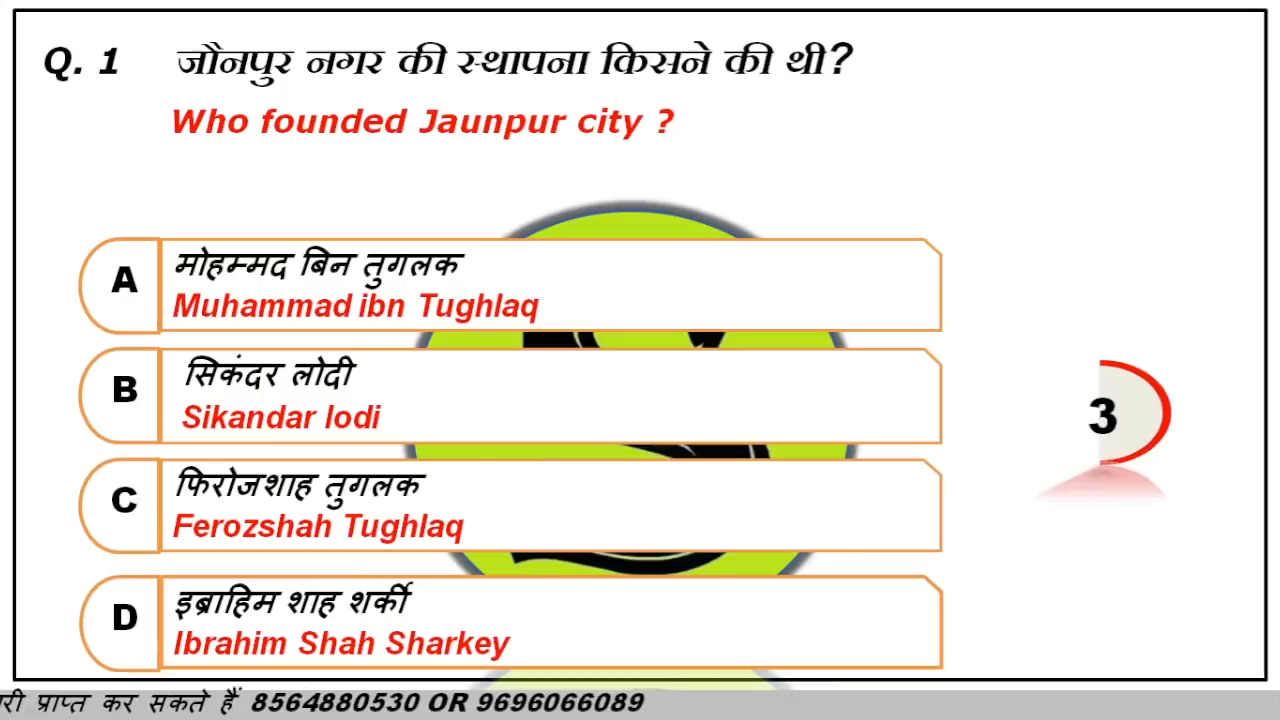 Q. 1 जौनपुर नगर की स्थापना किसने की थी?
Who founded Jaunpur city ?
A मोहम्मद बिन तुगलक
Muhammad ibn Tughlaq
B सिकंदर लोदी
Sikandar lodi
3
C फिरोजशाह तुगलक
Ferozshah Tughlaq
D इब्राहिम शाह शर्की
Ibrahim Shah Sharkey
री प्राप्त कर सकते हैं 8564880530 OR 9696066089